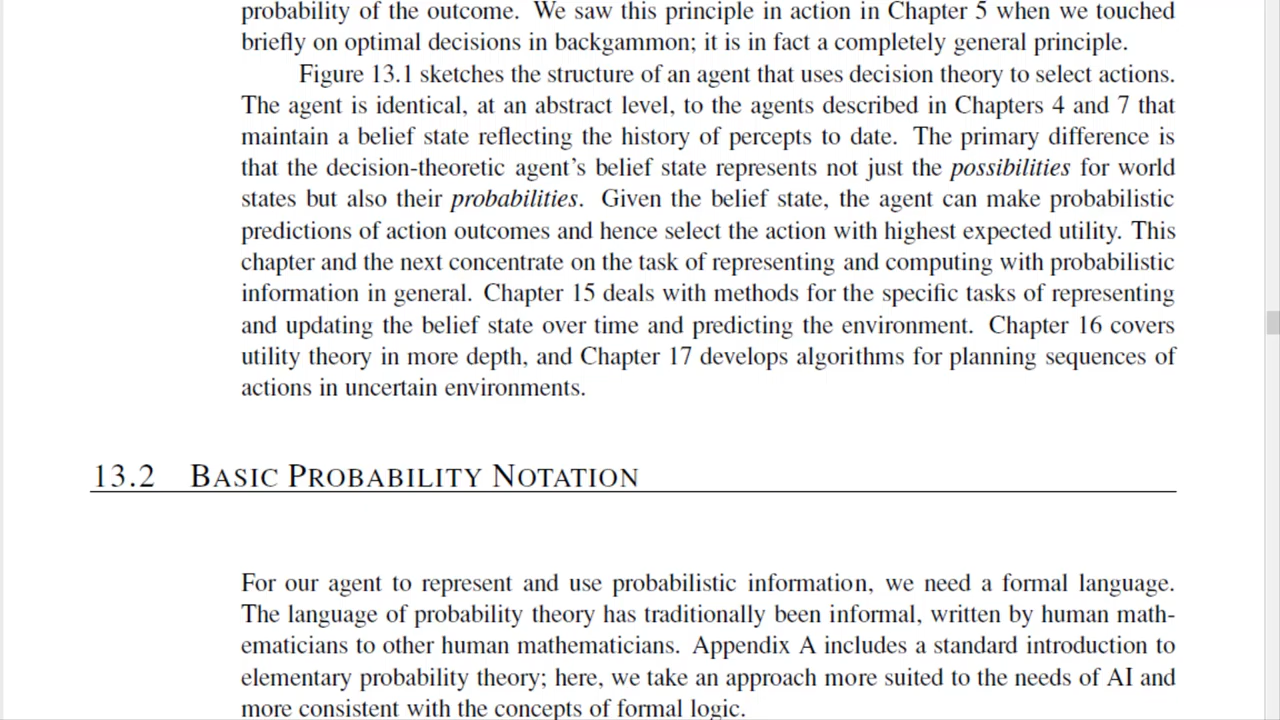 probability of the outcome. We saw this principle in action in Chapter 5 when we touched
briefly on optimal decisions in backgammon; it is in fact a completely general principle.
Figure 13.1 sketches the structure of an agent that uses decision theory to select actions.
The agent is identical, at an abstract level, to the agents described in Chapters 4 and 7 that
maintain a belief state reflecting the history of percepts to date. The primary difference is
that the decision-theoretic agent's belief state represents not just the possibilities for world
states but also their probabilities. Given the belief state, the agent can make probabilistic
predictions of action outcomes and hence select the action with highest expected utility. This
chapter and the next concentrate on the task of representing and computing with probabilistic
information in general. Chapter 15 deals with methods for the specific tasks of representing
and updating the belief state over time and predicting the environment. Chapter 16 covers
utility theory in more depth, and Chapter 17 develops algorithms for planning sequences of
actions in uncertain environments.
13.2 BASIC PROBABILITY NOTATION
For our agent to represent and use probabilistic information, we need a formal language.
The language of probability theory has traditionally been informal, written by human math-
ematicians to other human mathematicians. Appendix A includes a standard introduction to
elementary probability theory; here, we take an approach more suited to the needs of AI and
more consistent with the concepts of formal logic.